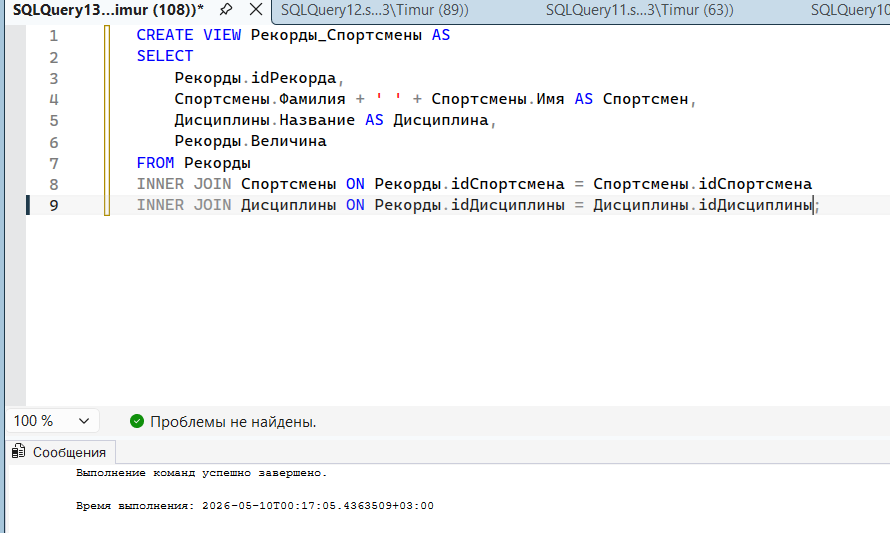 SQLQuery13...imur (108))* SQLQuery12.s...3\Timur (89)) SQLQuery11.s...3\Timur (63)) SQLQuery10
1 CREATE VIEW Рекорды_Спортсмены AS
2 SELECT
3 Рекорды.idРекорда,
4 Спортсмены.Фамилия + ' ' + Спортсмены.Имя AS Спортсмен,
5 Дисциплины.Название AS Дисциплина,
6 Рекорды.Величина
7 FROM Рекорды
8 INNER JOIN Спортсмены ON Рекорды.idСпортсмена = Спортсмены.idСпортсмена
9 INNER JOIN Дисциплины ON Рекорды.idДисциплины = Дисциплины.idДисциплины;
100 % Проблемы не найдены.
Сообщения
Выполнение команд успешно завершено.
Время выполнения: 2026-05-10T00:17:05.4363509+03:00